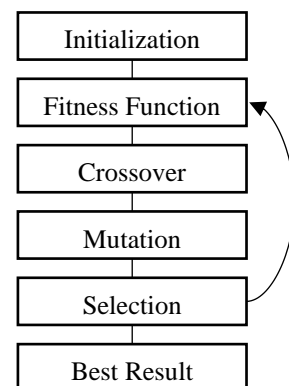 Initialization
Fitness Function
Crossover
Mutation
Selection
Best Result